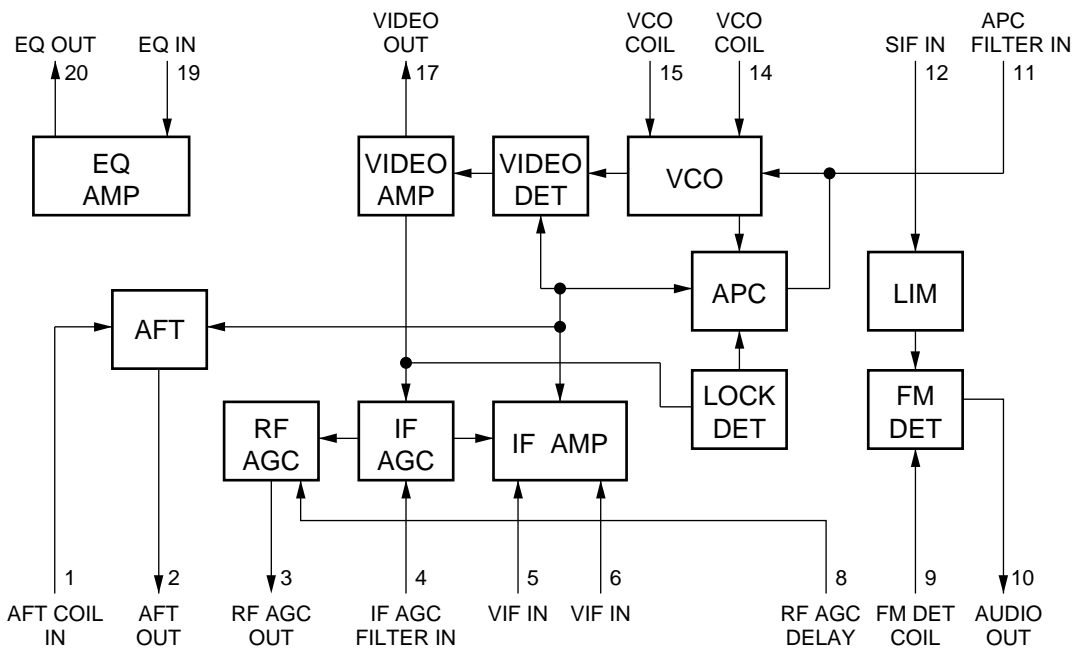 VIDEO
OUT
VCO
COIL
VCO
COIL
APC
FILTER IN
EQ OUT
EQ IN
SIF IN
20
19
17
15
14
12
11
EQ
AMP
VIDEO
AMP
VIDEO
DET
VCO
AFT
APC
LIM
RF
AGC
IF
AGC
IF AMP
LOCK
DET
FM
DET
1
2
3
4
5
6
8
9
10
AFT COIL
IN
AFT
OUT
RF AGC
OUT
IF AGC
FILTER IN
VIF IN
VIF IN
RF AGC
DELAY
FM DET
COIL
AUDIO
OUT